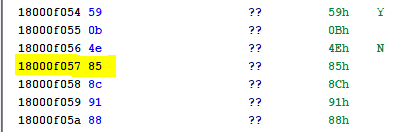 18000f054 59 ?? 59h Y
18000f055 0b ?? 0Bh
18000f056 4e ?? 4Eh N
18000f057 85 ?? 85h
18000f058 8c ?? 8Ch
18000f059 91 ?? 91h
18000f05a 88 ?? 88h